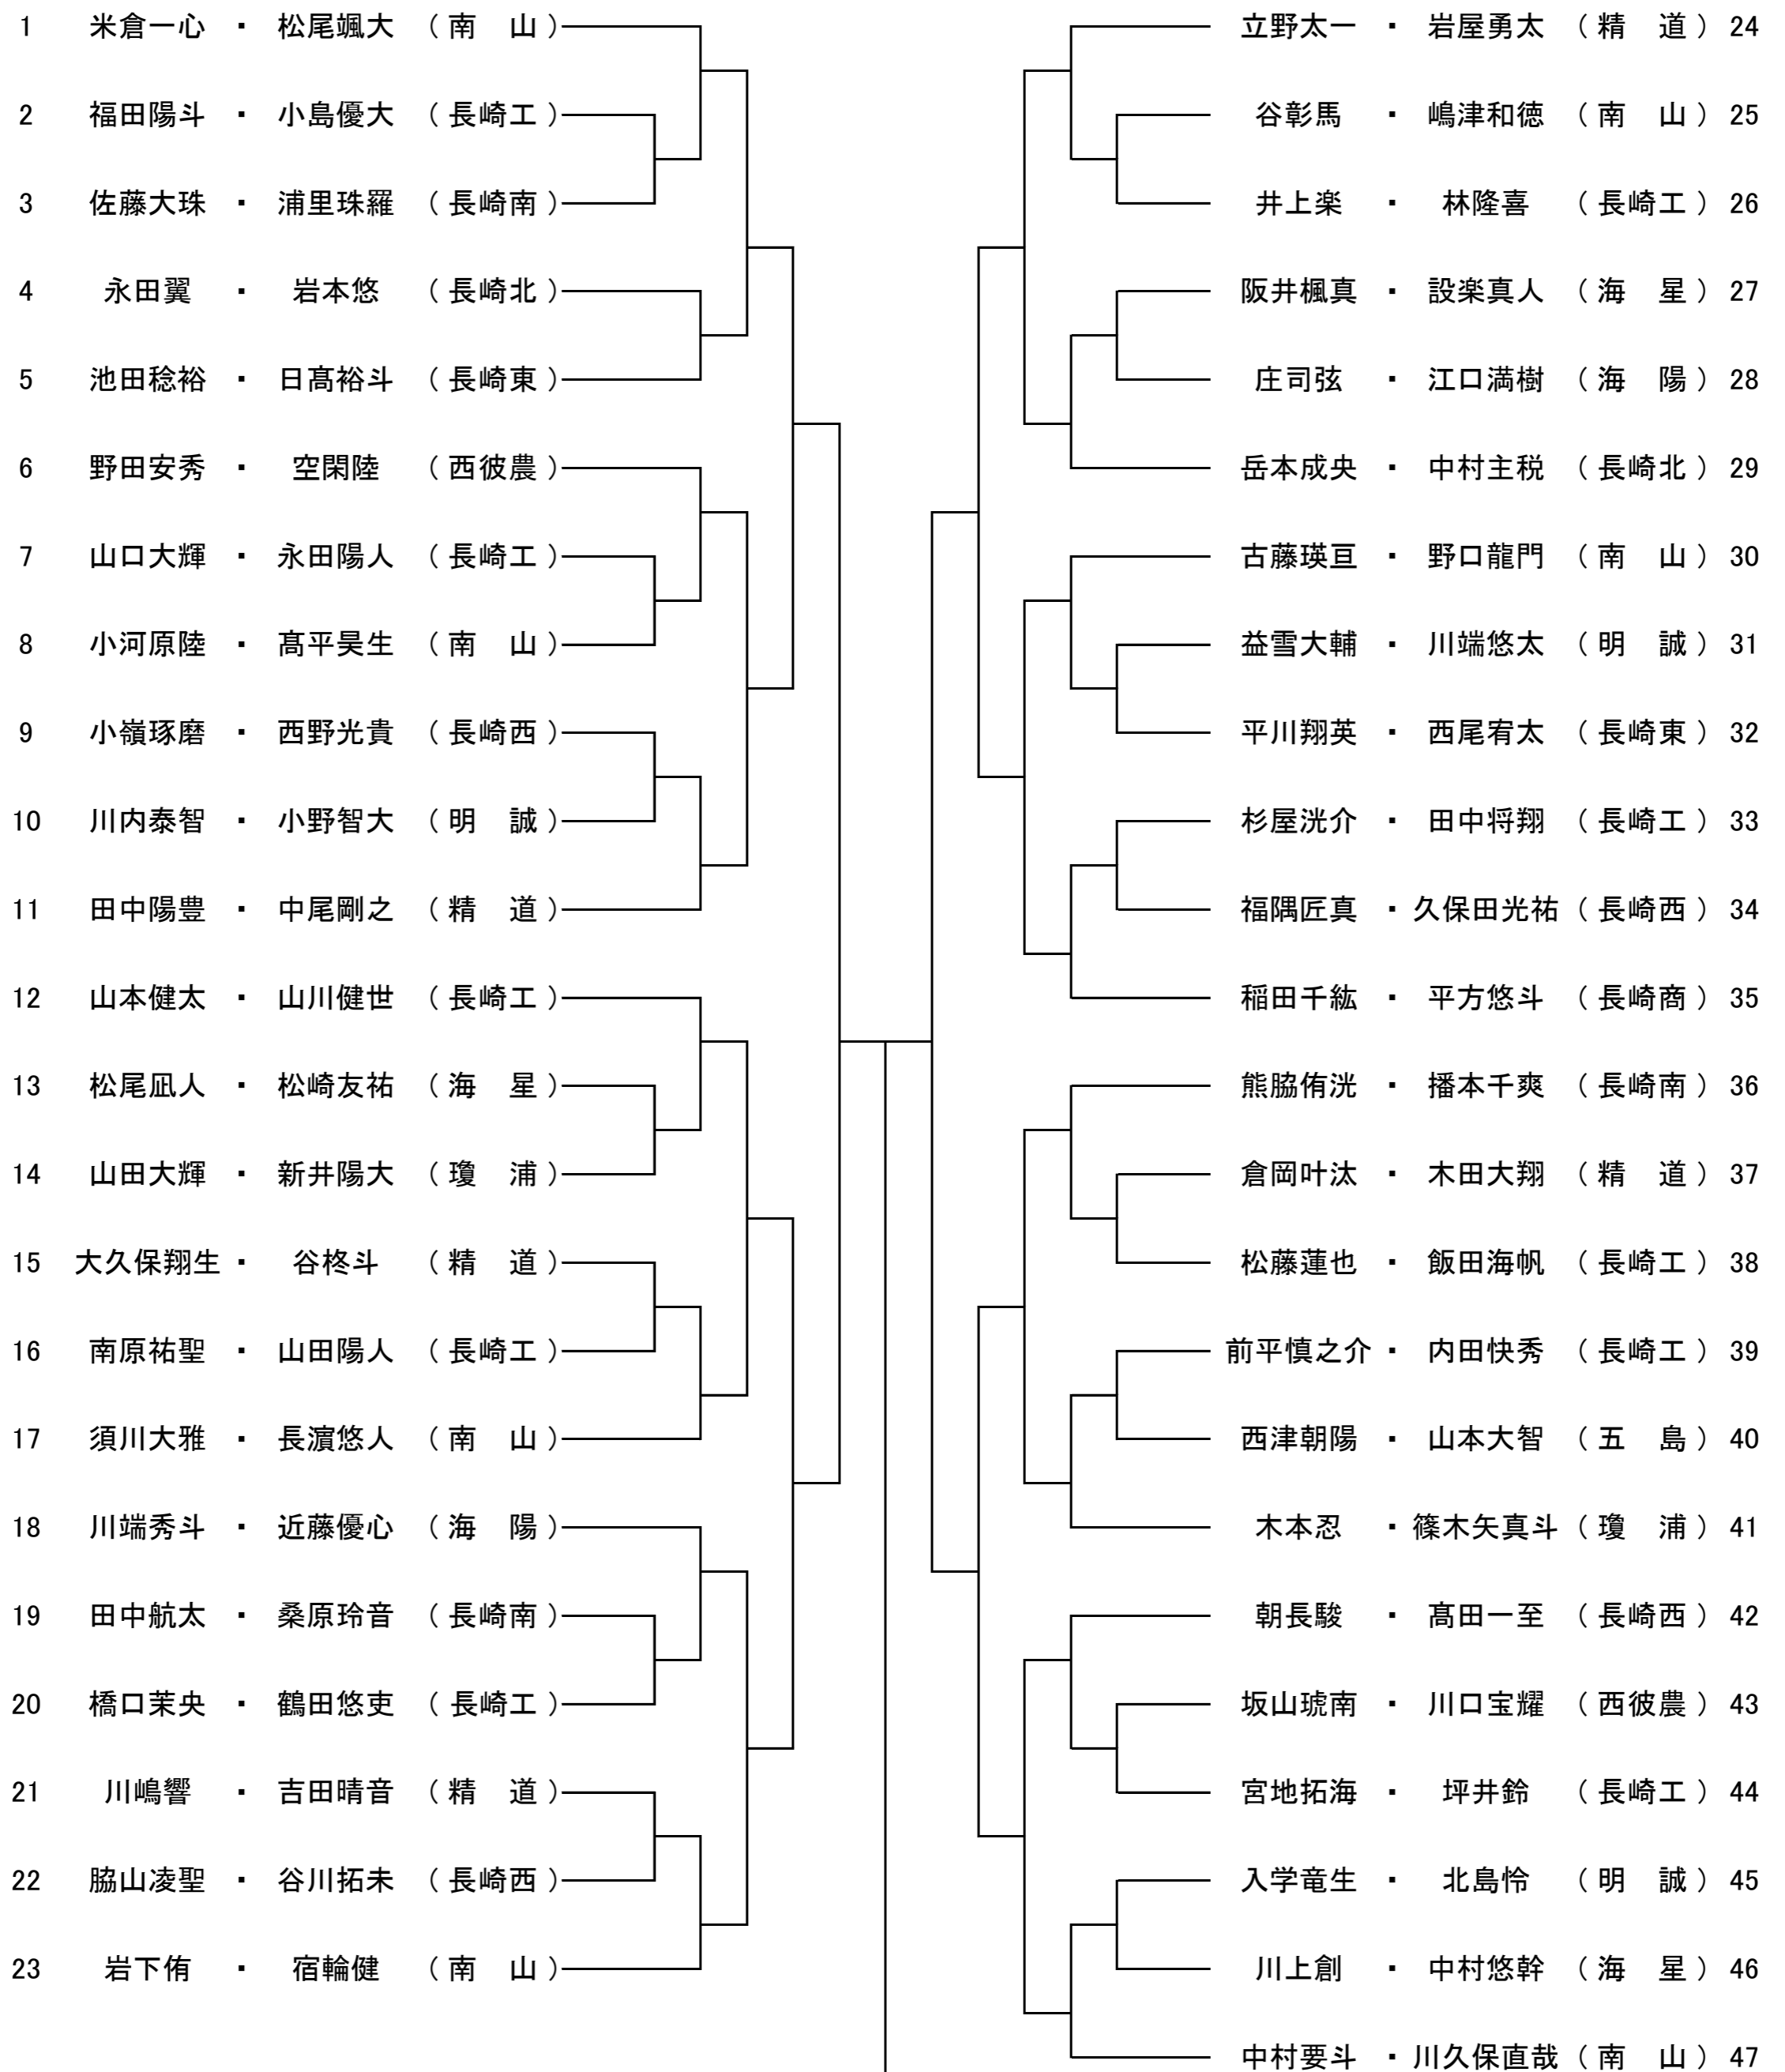 1 米倉一心 ・ 松尾颯大 （ 南　山 ）
2 福田陽斗 ・ 小島優大 （ 長崎工 ）
3 佐藤大珠 ・ 浦里珠羅 （ 長崎南 ）
4 永田翼 ・ 岩本悠 （ 長崎北 ）
5 池田稔裕 ・ 日髙裕斗 （ 長崎東 ）
6 野田安秀 ・ 空閑陸 （ 西彼農 ）
7 山口大輝 ・ 永田陽人 （ 長崎工 ）
8 小河原陸 ・ 髙平昊生 （ 南　山 ）
9 小嶺琢磨 ・ 西野光貴 （ 長崎西 ）
10 川内泰智 ・ 小野智大 （ 明　誠 ）
11 田中陽豊 ・ 中尾剛之 （ 精　道 ）
12 山本健太 ・ 山川健世 （ 長崎工 ）
13 松尾凪人 ・ 松崎友祐 （ 海　星 ）
14 山田大輝 ・ 新井陽大 （ 瓊　浦 ）
15 大久保翔生 ・ 谷柊斗 （ 精　道 ）
16 南原祐聖 ・ 山田陽人 （ 長崎工 ）
17 須川大雅 ・ 長濵悠人 （ 南　山 ）
18 川端秀斗 ・ 近藤優心 （ 海　陽 ）
19 田中航太 ・ 桑原玲音 （ 長崎南 ）
20 橋口茉央 ・ 鶴田悠吏 （ 長崎工 ）
21 川嶋響 ・ 吉田晴音 （ 精　道 ）
22 脇山凌聖 ・ 谷川拓未 （ 長崎西 ）
23 岩下侑 ・ 宿輪健 （ 南　山 ）
立野太一 ・ 岩屋勇太 （ 精　道 ） 24
谷彰馬 ・ 嶋津和徳 （ 南　山 ） 25
井上楽 ・ 林隆喜 （ 長崎工 ） 26
阪井楓真 ・ 設楽真人 （ 海　星 ） 27
庄司弦 ・ 江口満樹 （ 海　陽 ） 28
岳本成央 ・ 中村主税 （ 長崎北 ） 29
古藤瑛亘 ・ 野口龍門 （ 南　山 ） 30
益雪大輔 ・ 川端悠太 （ 明　誠 ） 31
平川翔英 ・ 西尾宥太 （ 長崎東 ） 32
杉屋洸介 ・ 田中将翔 （ 長崎工 ） 33
福隅匠真 ・ 久保田光祐 （ 長崎西 ） 34
稲田千紘 ・ 平方悠斗 （ 長崎商 ） 35
熊脇侑洸 ・ 播本千爽 （ 長崎南 ） 36
倉岡叶汰 ・ 木田大翔 （ 精　道 ） 37
松藤蓮也 ・ 飯田海帆 （ 長崎工 ） 38
前平慎之介 ・ 内田快秀 （ 長崎工 ） 39
西津朝陽 ・ 山本大智 （ 五　島 ） 40
木本忍 ・ 篠木矢真斗 （ 瓊　浦 ） 41
朝長駿 ・ 髙田一至 （ 長崎西 ） 42
坂山琥南 ・ 川口宝耀 （ 西彼農 ） 43
宮地拓海 ・ 坪井鈴 （ 長崎工 ） 44
入学竜生 ・ 北島怜 （ 明　誠 ） 45
川上創 ・ 中村悠幹 （ 海　星 ） 46
中村要斗 ・ 川久保直哉 （ 南　山 ） 47